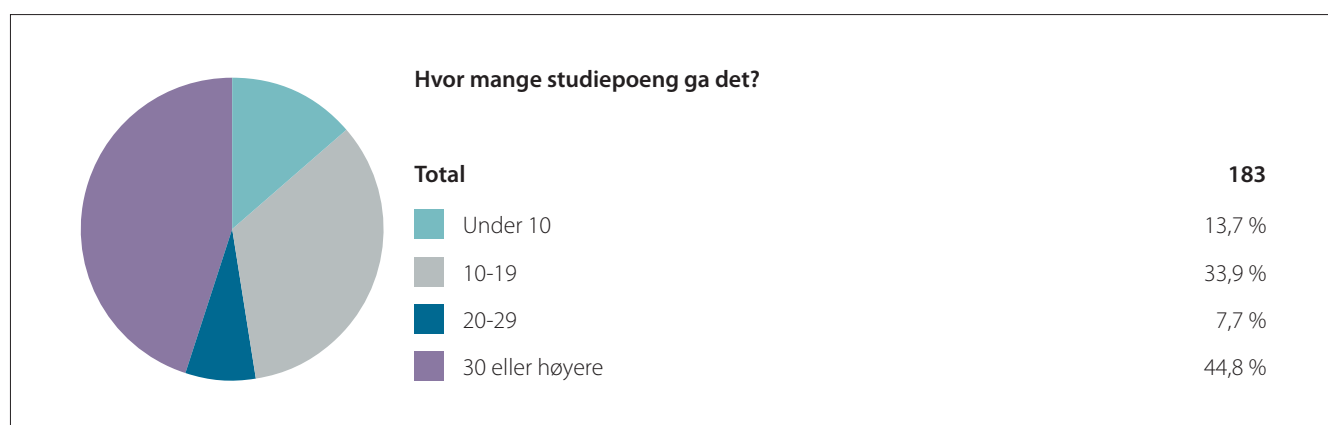 Hvor mange studiepoeng ga det?
Total 183
Under 10 13,7 %
10-19 33,9 %
20-29 7,7 %
30 eller høyere 44,8 %